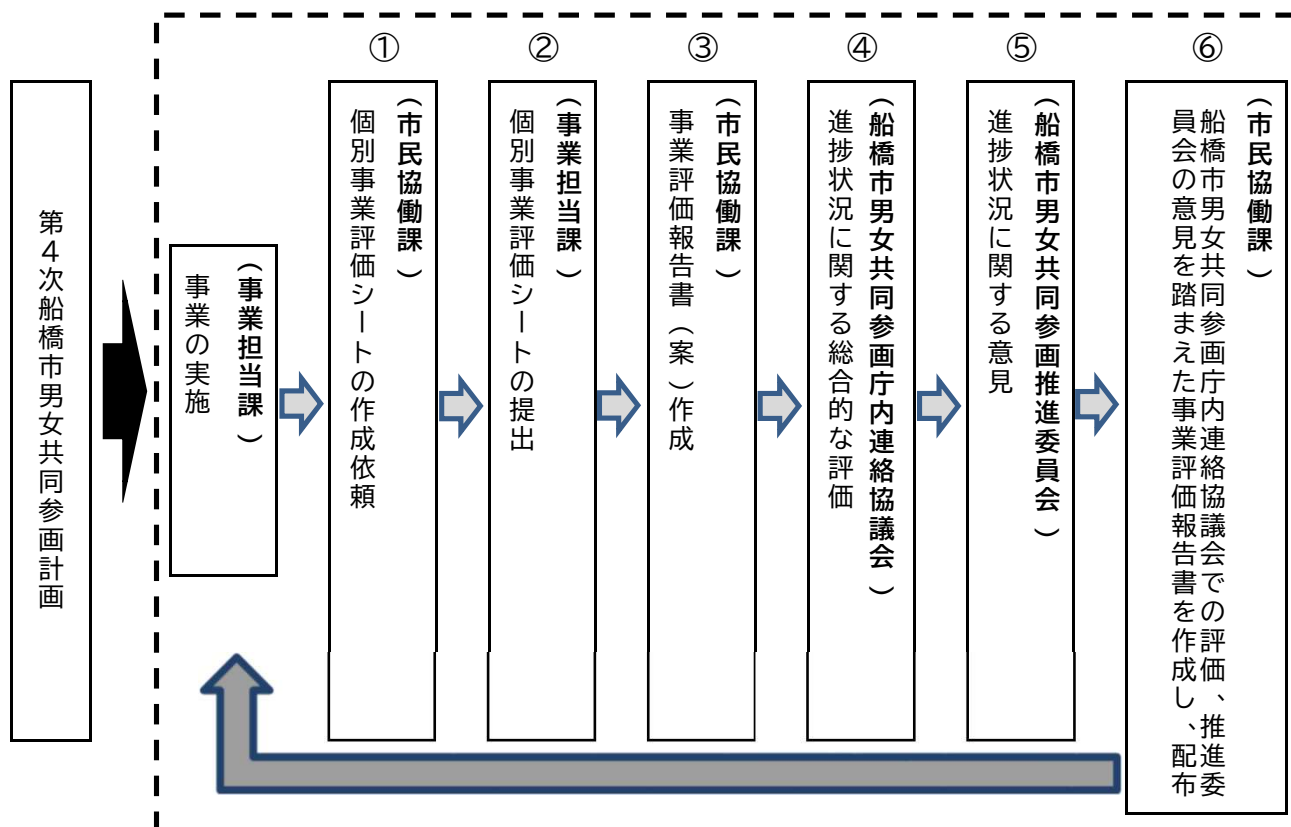 第４次船橋市男女共同参画計画
（事業担当課）
事業の実施
①
（市民協働課）
個別事業評価シートの作成依頼
②
（事業担当課）
個別事業評価シートの提出
③
（市民協働課）
事業評価報告書（案）作成
④
（船橋市男女共同参画庁内連絡協議会）
進捗状況に関する総合的な評価
⑤
（船橋市男女共同参画推進委員会）
進捗状況に関する意見
⑥
（市民協働課）
船橋市男女共同参画庁内連絡協議会での評価、推進委
員会の意見を踏まえた事業評価報告書を作成し、配布